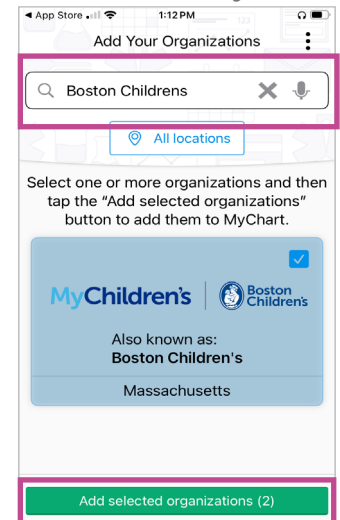 App Store 1:12 PM
Add Your Organizations
Boston Childrens
All locations
Select one or more organizations and then
tap the “Add selected organizations”
button to add them to MyChart.
MyChildren's Boston
Children's
Also known as:
Boston Children's
Massachusetts
Add selected organizations (2)